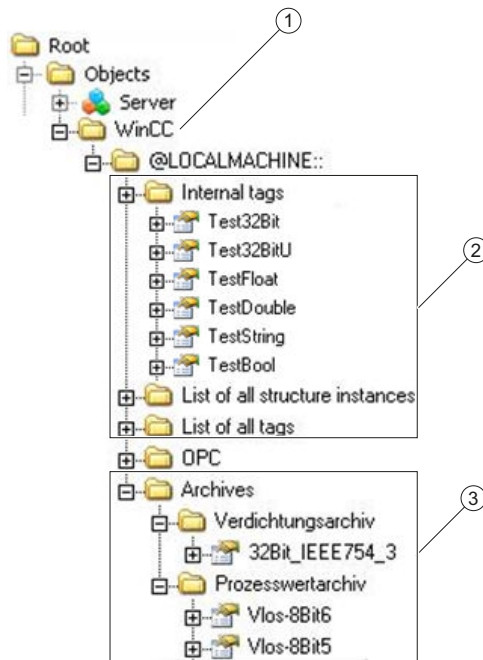 1
Root
Objects
Server
WinCC
@LOCALMACHINE::
Internal tags
Test32Bit
Test32BitU
2
TestFloat
TestDouble
TestString
TestBool
List of all structure instances
List of all tags
OPC
Archives
3
Verdichtungsarchiv
32Bit_IEEE754_3
Prozesswertarchiv
Vlos-8Bit6
Vlos-8Bit5